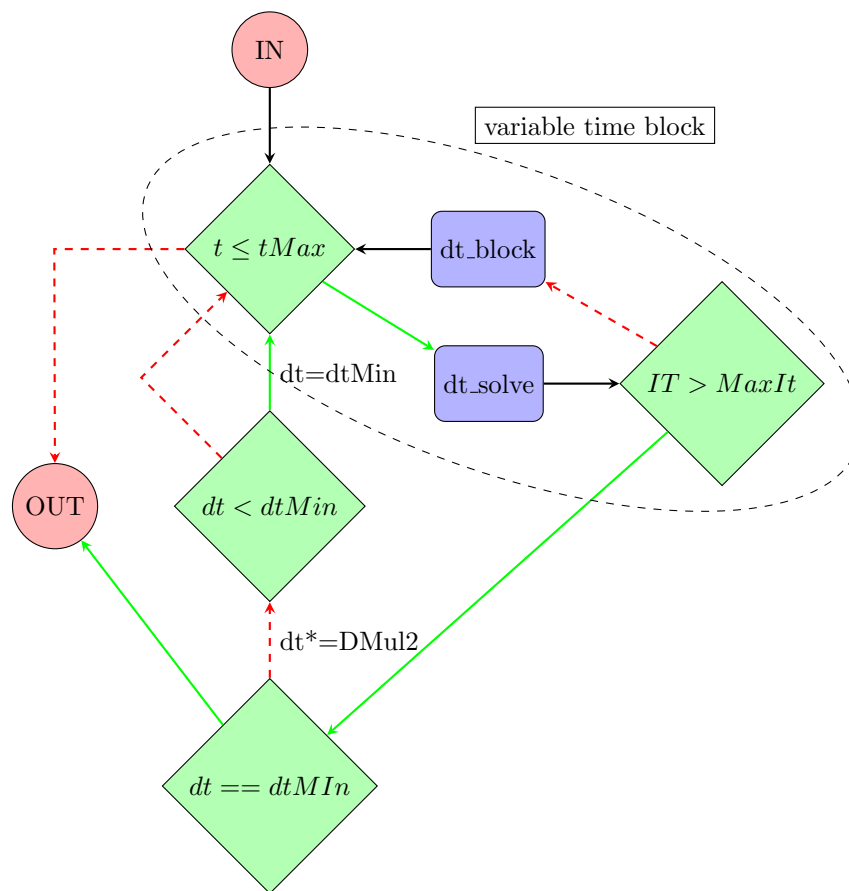 IN
variable time block
t ≤ tMax
dt_block
dt=dtMin
dt_solve
IT > MaxIt
OUT
dt < dtMin
dt*=DMul2
dt == dtMIn